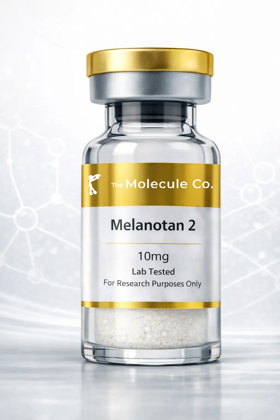 The Molecule Co.
Melanotan 2
10mg
Lab Tested
For Research Purposes Only